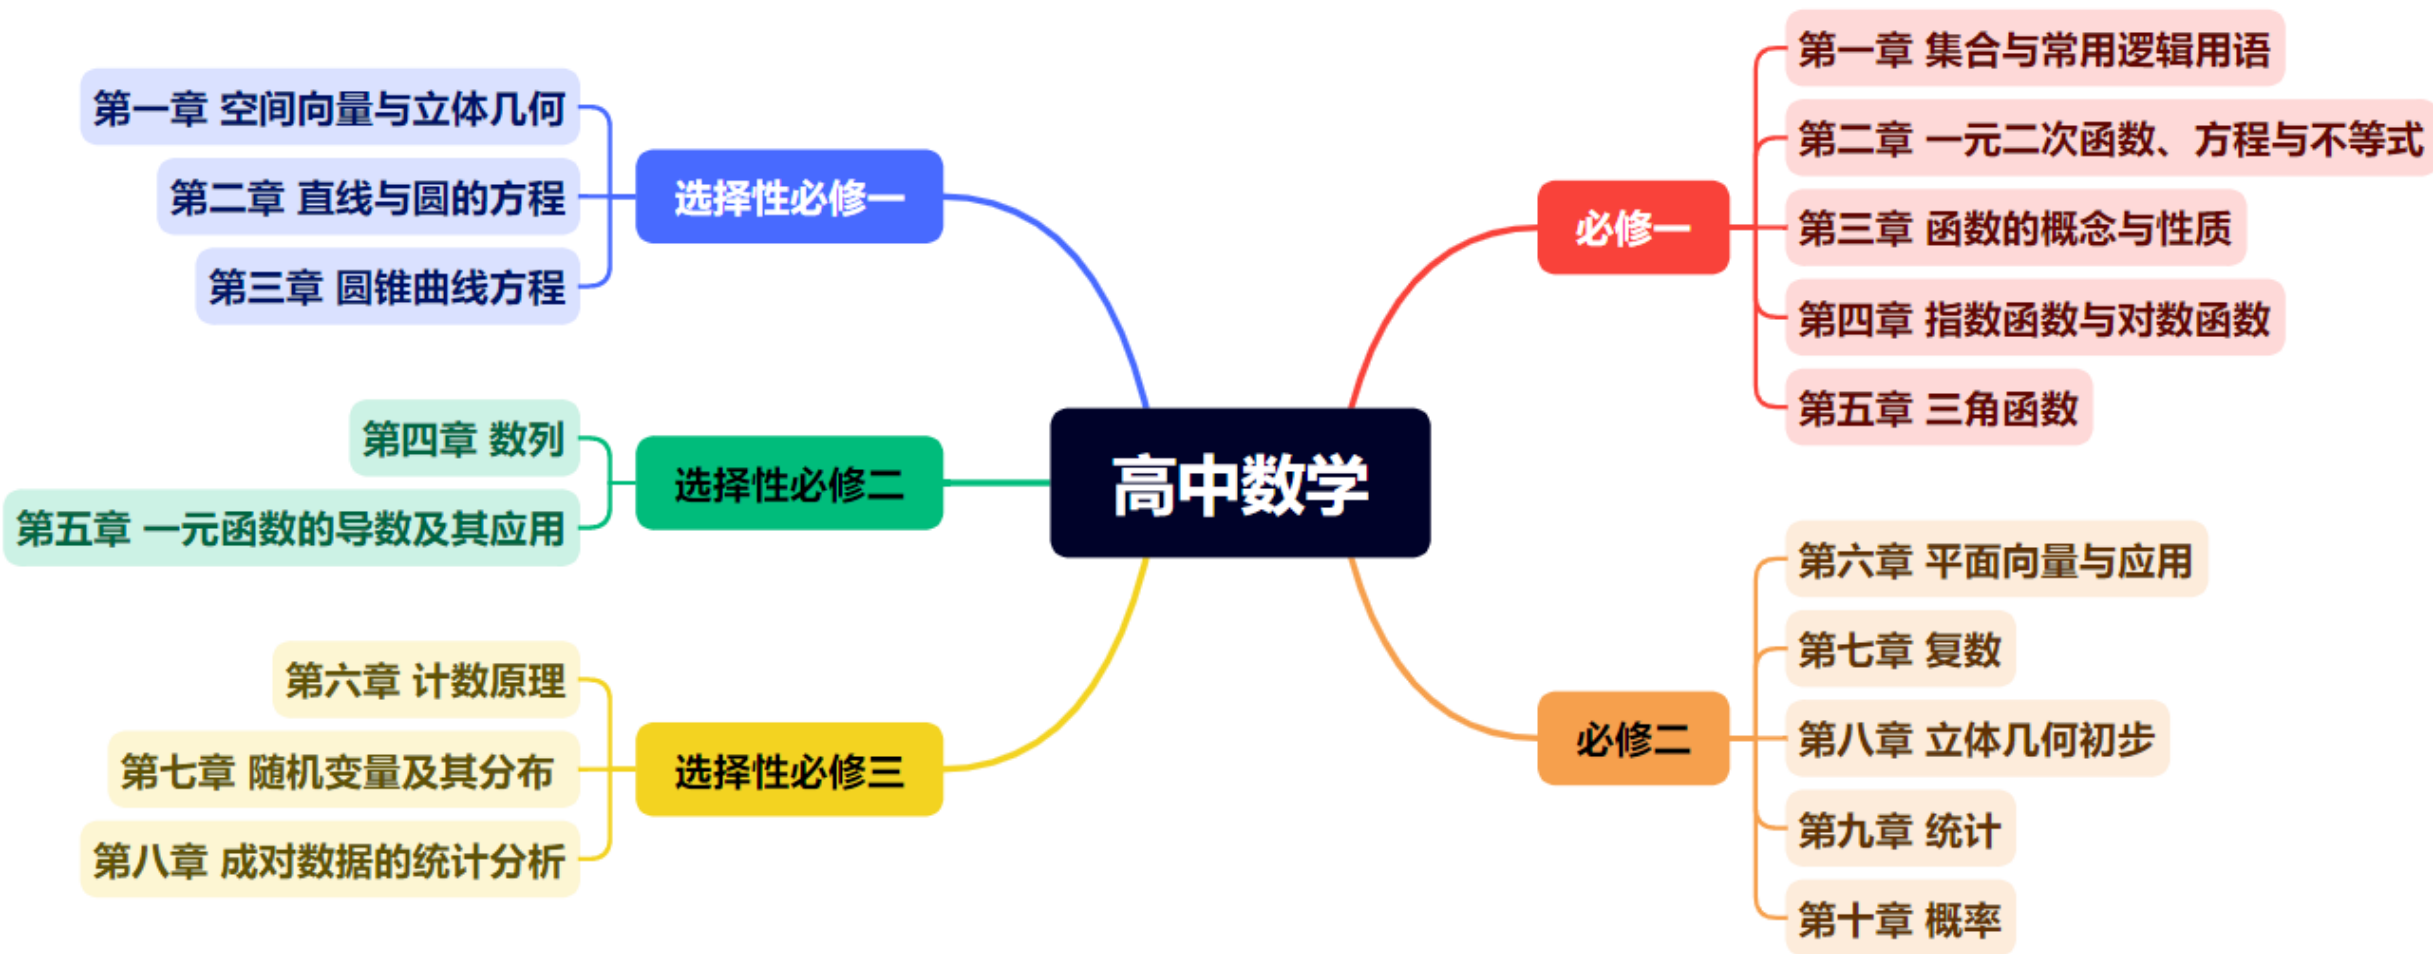 高中数学
必修一
第一章 集合与常用逻辑用语
第二章 一元二次函数、方程与不等式
第三章 函数的概念与性质
第四章 指数函数与对数函数
第五章 三角函数
必修二
第六章 平面向量与应用
第七章 复数
第八章 立体几何初步
第九章 统计
第十章 概率
选择性必修一
第一章 空间向量与立体几何
第二章 直线与圆的方程
第三章 圆锥曲线方程
选择性必修二
第四章 数列
第五章 一元函数的导数及其应用
选择性必修三
第六章 计数原理
第七章 随机变量及其分布
第八章 成对数据的统计分析